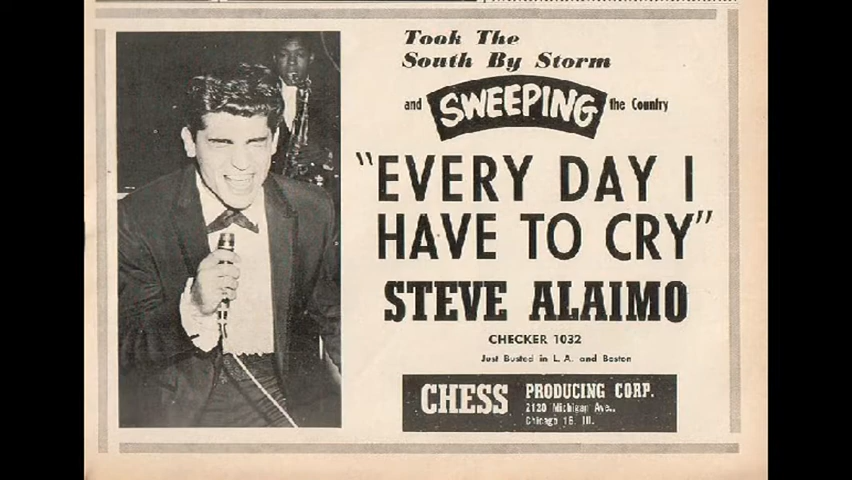 Took The
South By Storm
and SWEEPING the Country
"EVERY DAY I
HAVE TO CRY"
STEVE ALAIMO
CHECKER 1032
Just Busted in L. A. and Boston
CHESS PRODUCING CORP.
2120 Michigan Ave.,
Chicago 16, Ill.